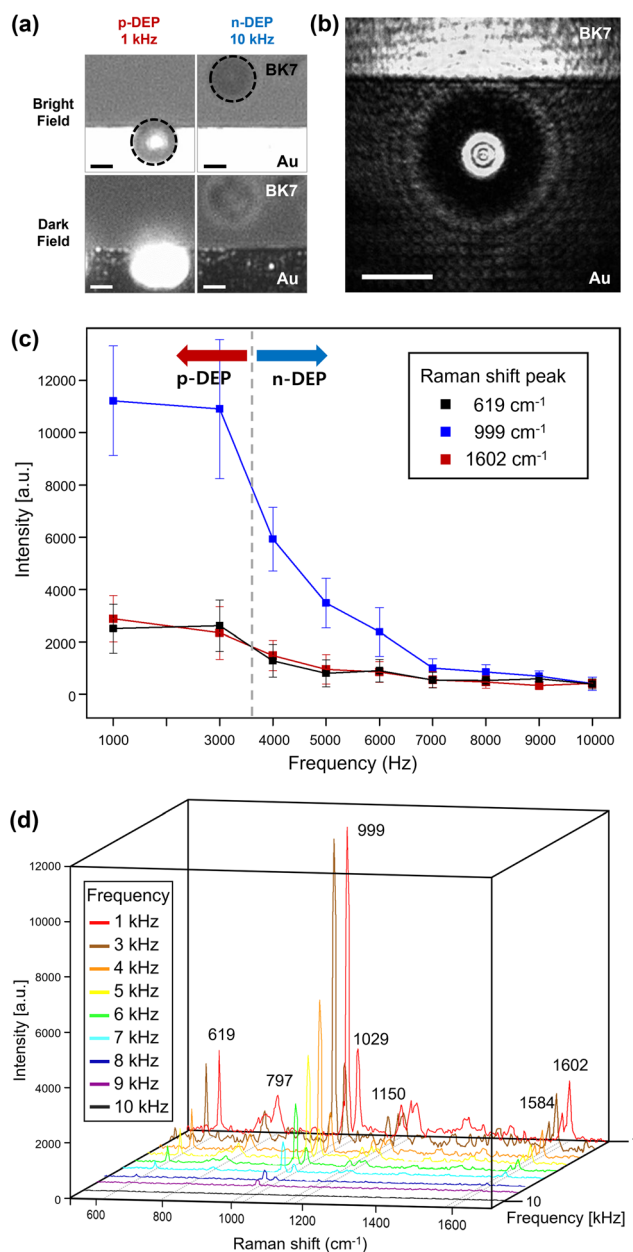 (a)
p-DEP
1 kHz
n-DEP
10 kHz
Bright
Field
BK7
Au
Dark
Field
BK7
Au
(b)
BK7
Au
(c)
p-DEP
n-DEP
Raman shift peak
619 cm⁻¹
999 cm⁻¹
1602 cm⁻¹
Intensity [a.u.]
12000
10000
8000
6000
4000
2000
0
1000
3000
4000
5000
6000
7000
8000
9000
10000
Frequency (Hz)
(d)
Intensity [a.u.]
12000
10000
8000
6000
4000
2000
0
Frequency
1 kHz
3 kHz
4 kHz
5 kHz
6 kHz
7 kHz
8 kHz
9 kHz
10 kHz
619
797
999
1029
1150
1584
1602
600
800
1000
1200
1400
1600
Raman shift (cm⁻¹)
10
Frequency [kHz]